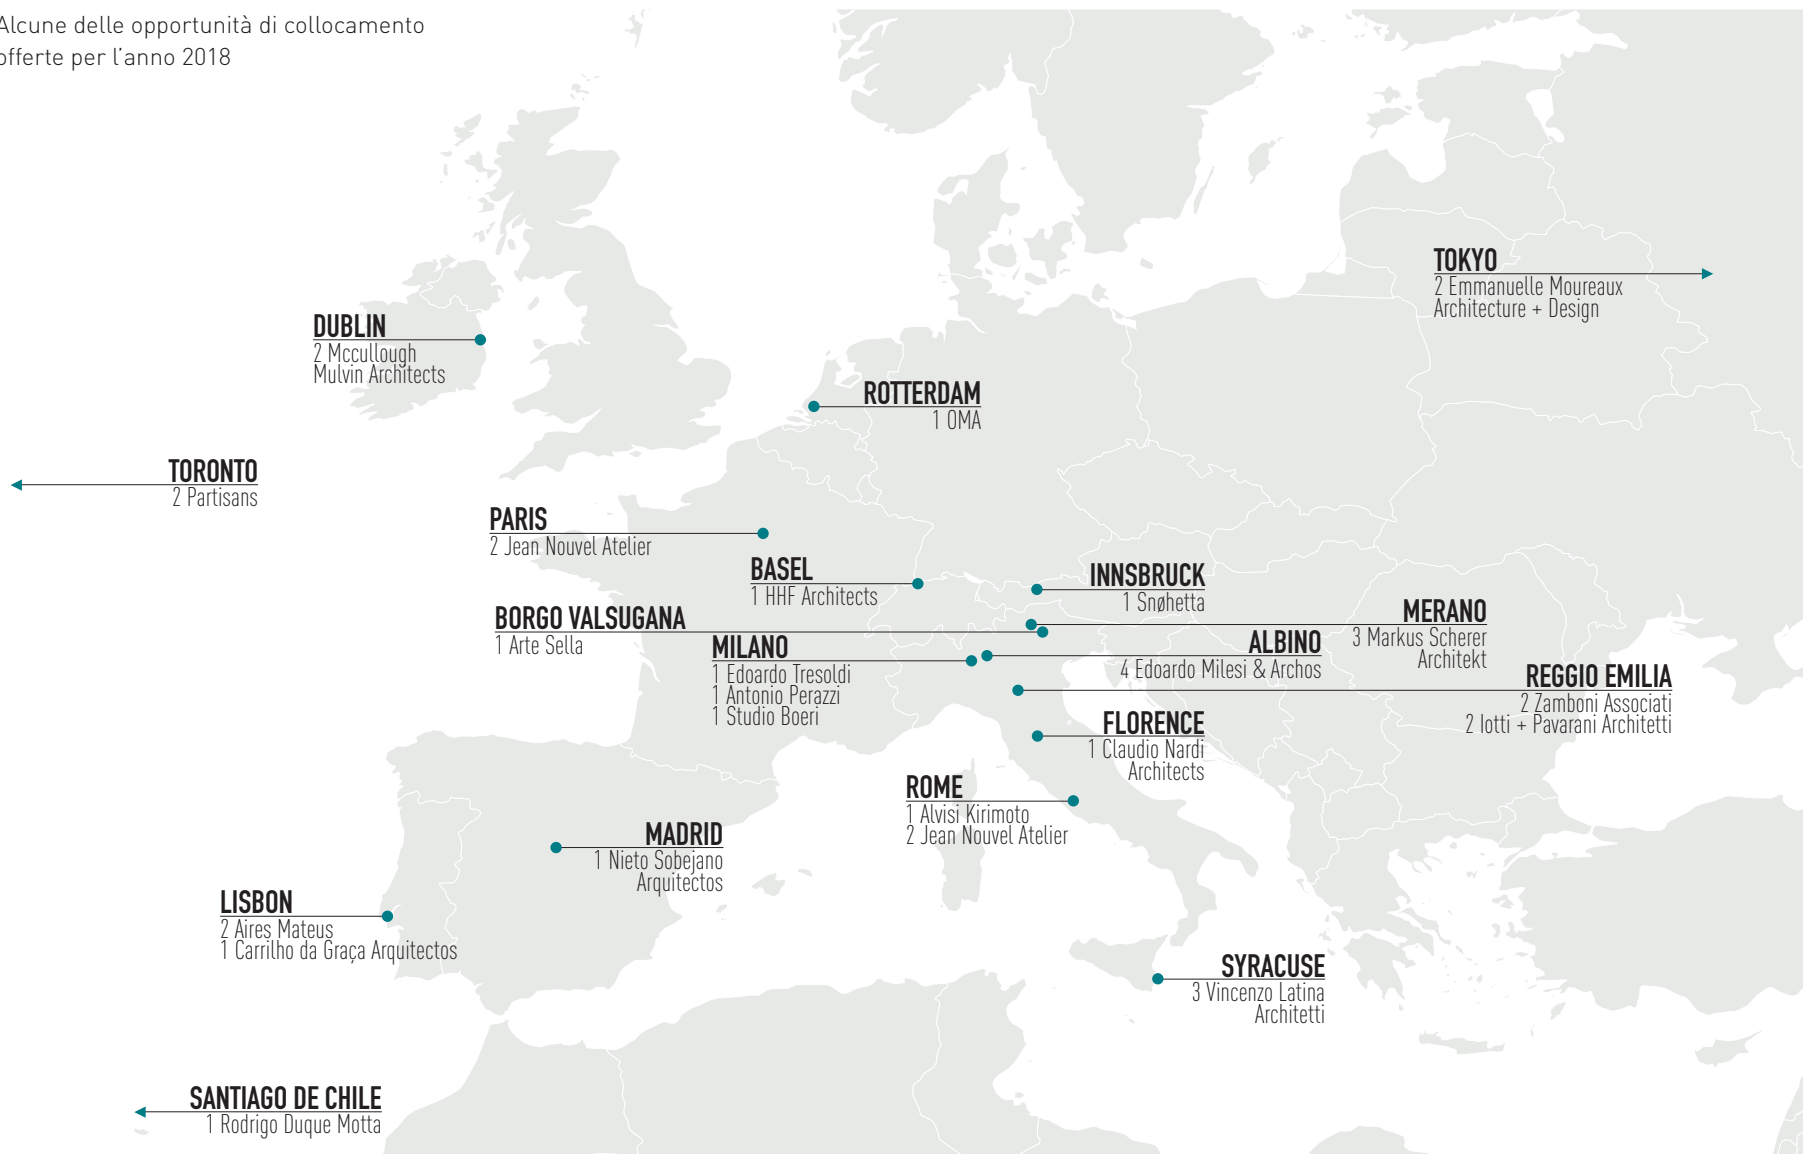 Alcune delle opportunità di collocamento
offerte per l'anno 2018
TOKYO
2 Emmanuelle Moureaux
Architecture + Design
DUBLIN
2 Mccullough
Mulvin Architects
ROTTERDAM
1 OMA
TORONTO
2 Partisans
PARIS
2 Jean Nouvel Atelier
BASEL
1 HHF Architects
INNSBRUCK
1 Snøhetta
BORGO VALSUGANA
1 Arte Sella
MERANO
3 Markus Scherer
Architekt
MILANO
1 Edoardo Tresoldi
1 Antonio Perazzi
1 Studio Boeri
ALBINO
4 Edoardo Milesi & Archos
REGGIO EMILIA
2 Zamboni Associati
2 Iotti + Pavarani Architetti
FLORENCE
1 Claudio Nardi
Architects
ROME
1 Alvisi Kirimoto
2 Jean Nouvel Atelier
MADRID
1 Nieto Sobejano
Arquitectos
LISBON
2 Aires Mateus
1 Carrilho da Graça Arquitectos
SYRACUSE
3 Vincenzo Latina
Architetti
SANTIAGO DE CHILE
1 Rodrigo Duque Motta